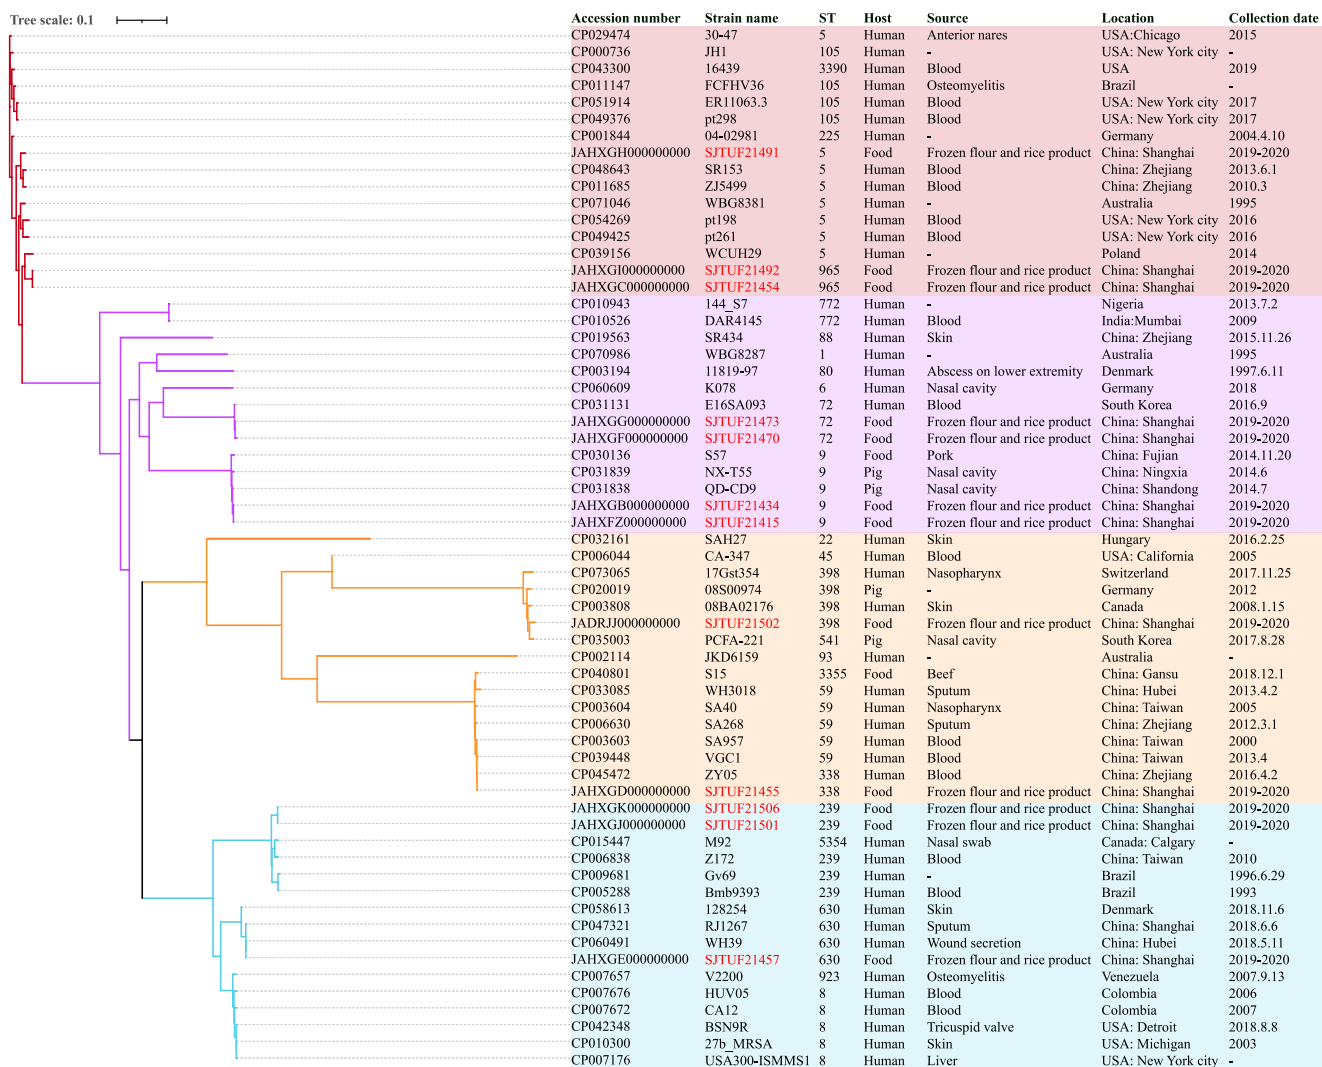 Tree scale: 0.1
Accession number Strain name ST Host Source Location Collection date
CP029474 30-47 5 Human Anterior nares USA:Chicago 2015
CP000736 JH1 105 Human - USA: New York city -
CP043300 16439 3390 Human Blood USA 2019
CP011147 FCFHV36 105 Human Osteomyelitis Brazil -
CP051914 ER11063.3 105 Human Blood USA: New York city 2017
CP049376 pt298 105 Human Blood USA: New York city 2017
CP001844 04-02981 225 Human - Germany 2004.4.10
JAHXGH000000000 SJTUF21491 5 Food Frozen flour and rice product China: Shanghai 2019-2020
CP048643 SR153 5 Human Blood China: Zhejiang 2013.6.1
CP011685 ZJ5499 5 Human Blood China: Zhejiang 2010.3
CP071046 WBG8381 5 Human - Australia 1995
CP054269 pt198 5 Human Blood USA: New York city 2016
CP049425 pt261 5 Human Blood USA: New York city 2016
CP039156 WCUH29 5 Human - Poland 2014
JAHXGI000000000 SJTUF21492 965 Food Frozen flour and rice product China: Shanghai 2019-2020
JAHXGC000000000 SJTUF21454 965 Food Frozen flour and rice product China: Shanghai 2019-2020
CP010943 144_S7 772 Human - Nigeria 2013.7.2
CP010526 DAR4145 772 Human Blood India:Mumbai 2009
CP019563 SR434 88 Human Skin China: Zhejiang 2015.11.26
CP070986 WBG8287 1 Human - Australia 1995
CP003194 11819-97 80 Human Abscess on lower extremity Denmark 1997.6.11
CP060609 K078 6 Human Nasal cavity Germany 2018
CP031131 E16SA093 72 Human Blood South Korea 2016.9
JAHXGG000000000 SJTUF21473 72 Food Frozen flour and rice product China: Shanghai 2019-2020
JAHXGF000000000 SJTUF21470 72 Food Frozen flour and rice product China: Shanghai 2019-2020
CP030136 S57 9 Food Pork China: Fujian 2014.11.20
CP031839 NX-T55 9 Pig Nasal cavity China: Ningxia 2014.6
CP031838 QD-CD9 9 Pig Nasal cavity China: Shandong 2014.7
JAHXGB000000000 SJTUF21434 9 Food Frozen flour and rice product China: Shanghai 2019-2020
JAHXFZ000000000 SJTUF21415 9 Food Frozen flour and rice product China: Shanghai 2019-2020
CP032161 SAH27 22 Human Skin Hungary 2016.2.25
CP006044 CA-347 45 Human Blood USA: California 2005
CP073065 17Gst354 398 Human Nasopharynx Switzerland 2017.11.25
CP020019 08S00974 398 Pig - Germany 2012
CP003808 08BA02176 398 Human Skin Canada 2008.1.15
JADRJJ000000000 SJTUF21502 398 Food Frozen flour and rice product China: Shanghai 2019-2020
CP035003 PCFA-221 541 Pig Nasal cavity South Korea 2017.8.28
CP002114 JKD6159 93 Human - Australia -
CP040801 S15 3355 Food Beef China: Gansu 2018.12.1
CP033085 WH3018 59 Human Sputum China: Hubei 2013.4.2
CP003604 SA40 59 Human Nasopharynx China: Taiwan 2005
CP006630 SA268 59 Human Sputum China: Zhejiang 2012.3.1
CP003603 SA957 59 Human Blood China: Taiwan 2000
CP039448 VGC1 59 Human Blood China: Taiwan 2013.4
CP045472 ZY05 338 Human Blood China: Zhejiang 2016.4.2
JAHXGD000000000 SJTUF21455 338 Food Frozen flour and rice product China: Shanghai 2019-2020
JAHXGK000000000 SJTUF21506 239 Food Frozen flour and rice product China: Shanghai 2019-2020
JAHXGJ000000000 SJTUF21501 239 Food Frozen flour and rice product China: Shanghai 2019-2020
CP015447 M92 5354 Human Nasal swab Canada: Calgary -
CP006838 Z172 239 Human Blood China: Taiwan 2010
CP009681 Gv69 239 Human - Brazil 1996.6.29
CP005288 Bmb9393 239 Human Blood Brazil 1993
CP058613 128254 630 Human Skin Denmark 2018.11.6
CP047321 RJ1267 630 Human Sputum China: Shanghai 2018.6.6
CP060491 WH39 630 Human Wound secretion China: Hubei 2018.5.11
JAHXGE000000000 SJTUF21457 630 Food Frozen flour and rice product China: Shanghai 2019-2020
CP007657 V2200 923 Human Osteomyelitis Venezuela 2007.9.13
CP007676 HUV05 8 Human Blood Colombia 2006
CP007672 CA12 8 Human Blood Colombia 2007
CP042348 BSN9R 8 Human Tricuspid valve USA: Detroit 2018.8.8
CP010300 27b_MRSA 8 Human Skin USA: Michigan 2003
CP007176 USA300-ISMMS1 8 Human Liver USA: New York city -